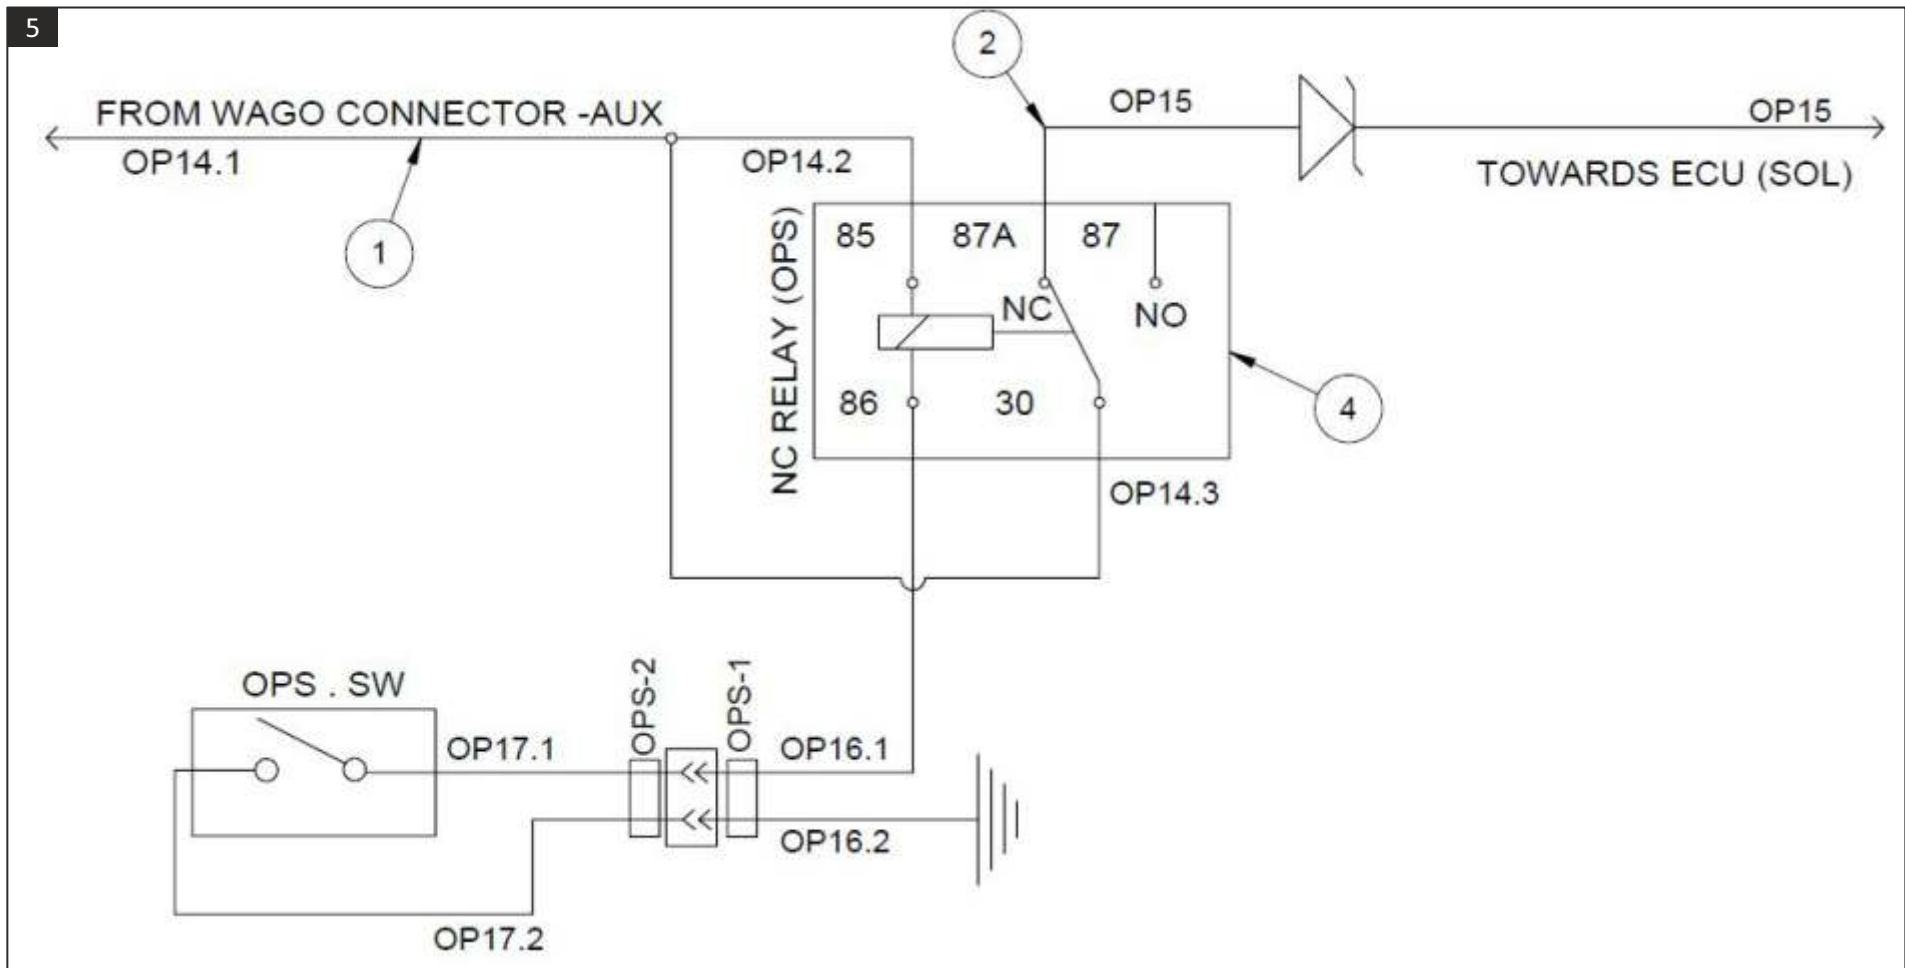 5
2
FROM WAGO CONNECTOR -AUX
OP15
OP15
OP14.1
OP14.2
TOWARDS ECU (SOL)
1
NC RELAY (OPS)
85
87A
87
NC
NO
86
30
4
OP14.3
OPS . SW
OPS-2
OPS-1
OP17.1
OP16.1
OP16.2
OP17.2